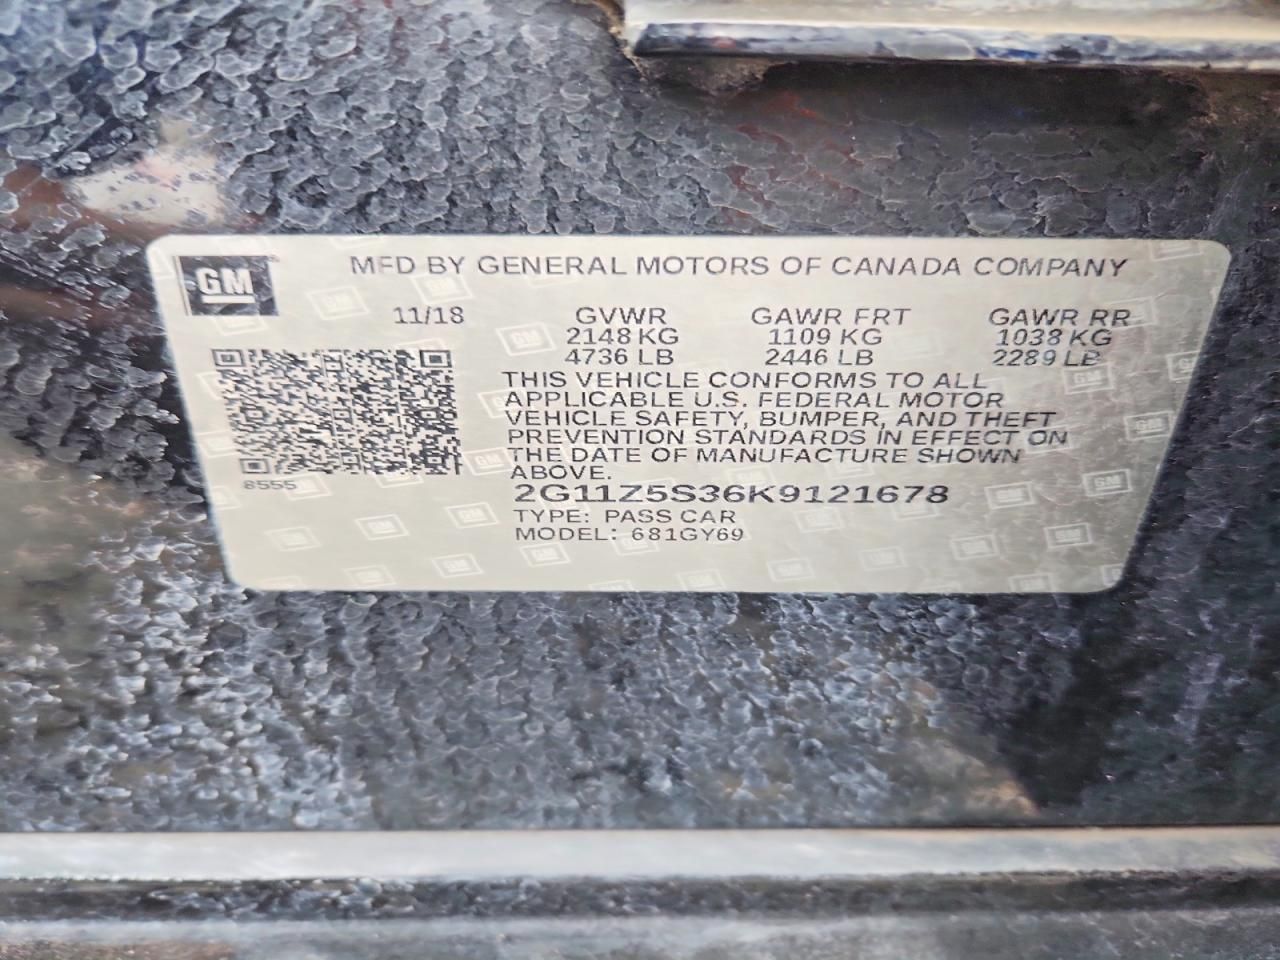 GM
MFD BY GENERAL MOTORS OF CANADA COMPANY
11/18 GVWR GAWR FRT GAWR RR
2148 KG 1109 KG 1038 KG
4736 LB 2446 LB 2289 LB
THIS VEHICLE CONFORMS TO ALL
APPLICABLE U.S. FEDERAL MOTOR
VEHICLE SAFETY, BUMPER, AND THEFT
PREVENTION STANDARDS IN EFFECT ON
THE DATE OF MANUFACTURE SHOWN
ABOVE.
8555
2G11Z5S36K9121678
TYPE: PASS CAR
MODEL: 681GY69